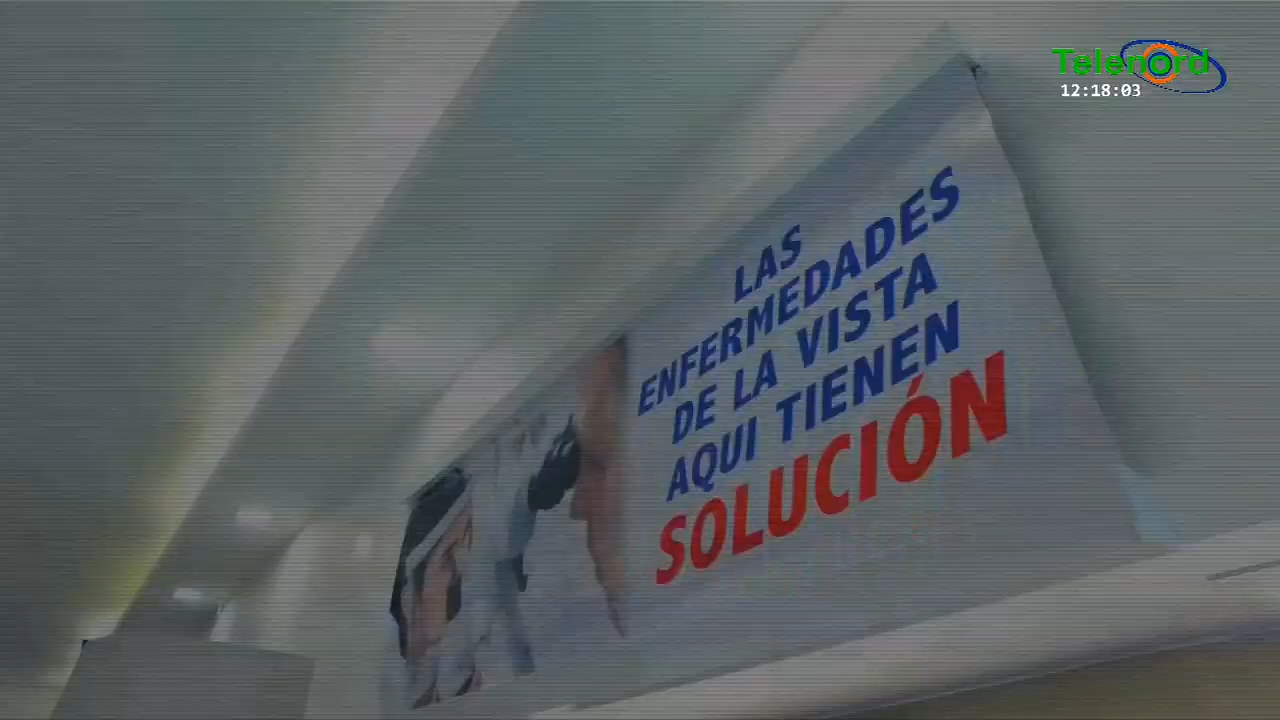 Telenord
12:18:03
LAS
ENFERMEDADES
DE LA VISTA
AQUI TIENEN
SOLUCIÓN